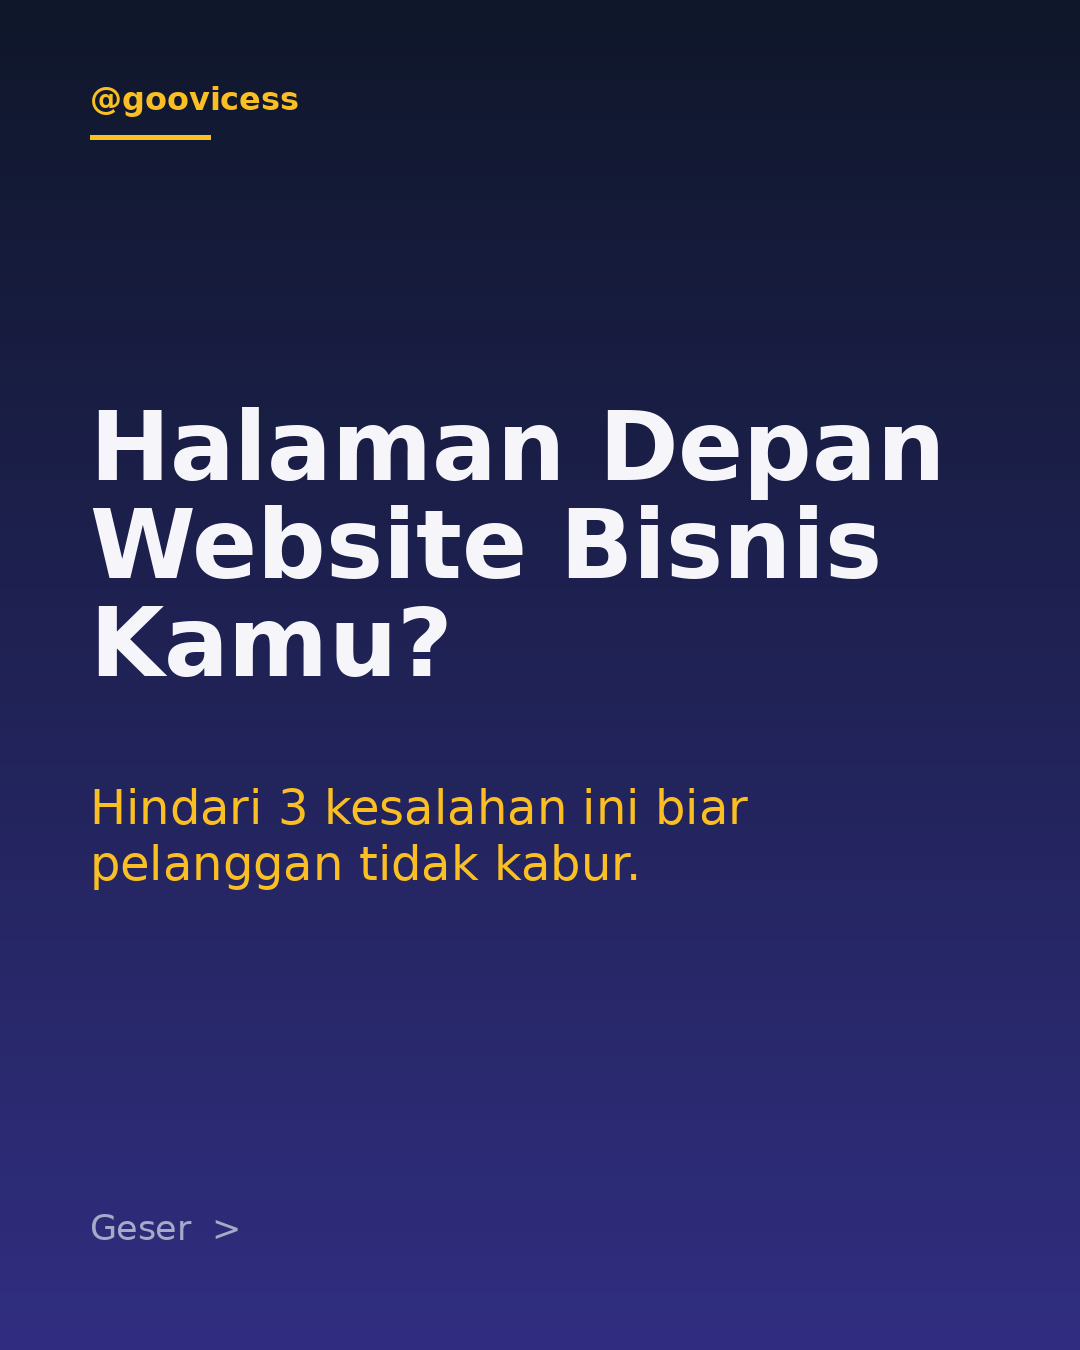 @goovicess
Halaman Depan
Website Bisnis
Kamu?
Hindari 3 kesalahan ini biar
pelanggan tidak kabur.
Geser >